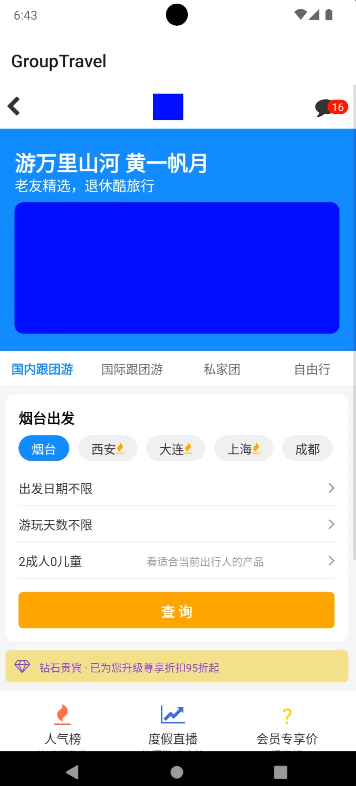 6:43
GroupTravel
16
游万里山河 黄一帆月
老友精选，退休酷旅行
国内跟团游 国际跟团游 私家团 自由行
烟台出发
烟台 西安 大连 上海 成都
出发日期不限
游玩天数不限
2成人0儿童 看适合当前出行人的产品
查 询
钻石贵宾 · 已为您升级尊享折扣95折起
人气榜 度假直播 会员专享价